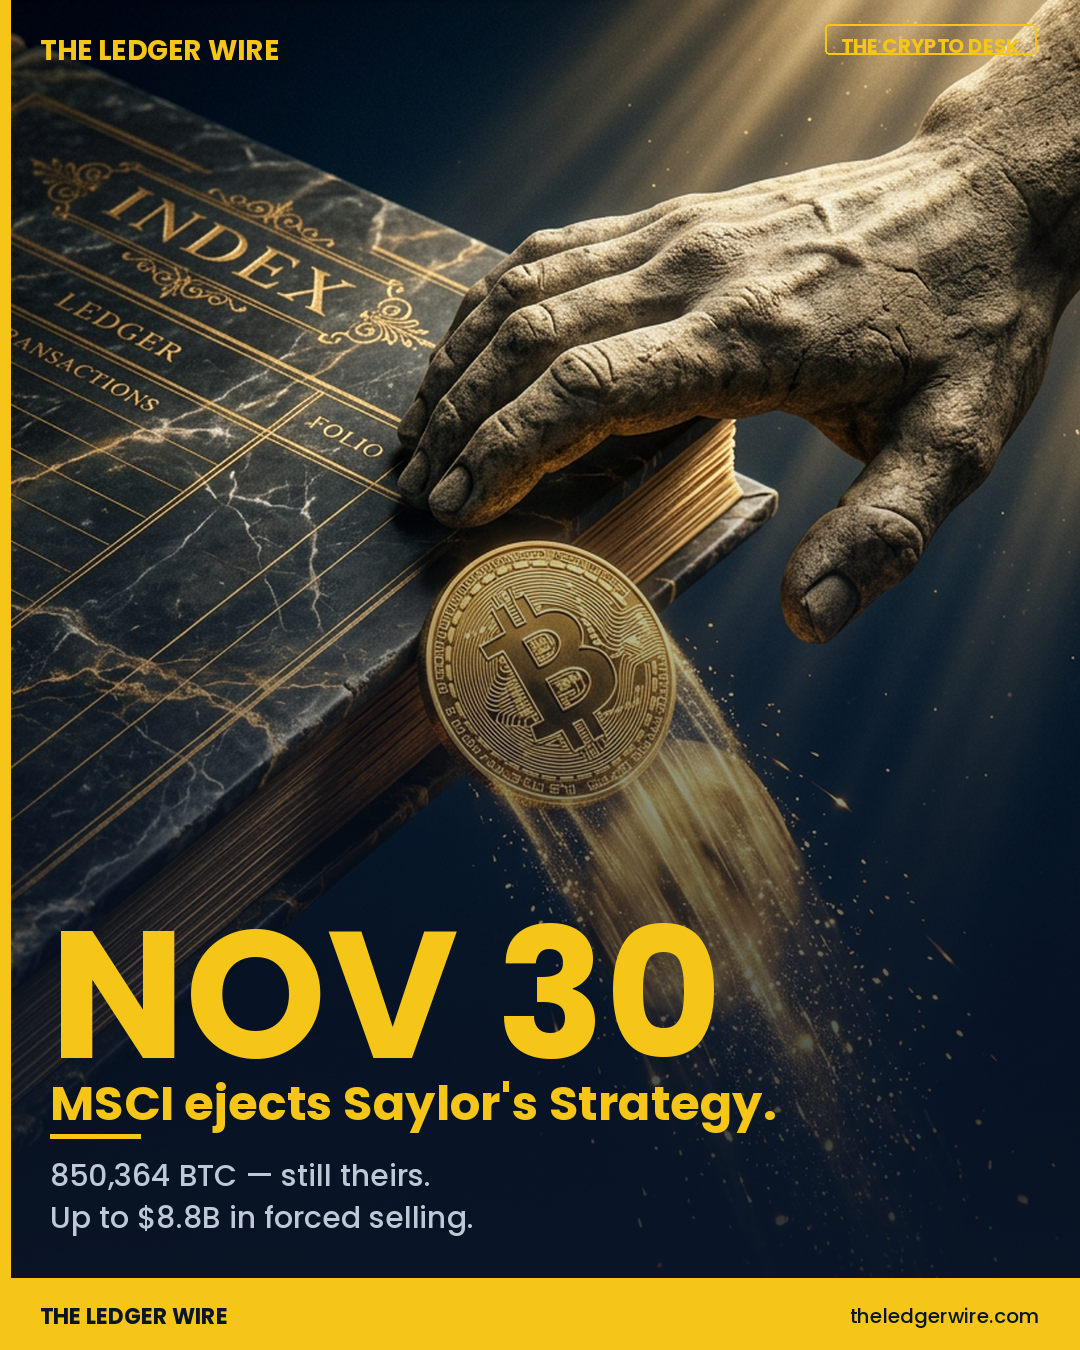 THE LEDGER WIRE
THE CRYPTO DESK
INDEX
LEDGER
RANSACTIONS
FOLIO
NOV 30
MSCI ejects Saylor's Strategy.
850,364 BTC — still theirs.
Up to $8.8B in forced selling.
THE LEDGER WIRE
theledgerwire.com